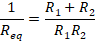 1/R_eq = (R_1 + R_2)/(R_1 R_2)